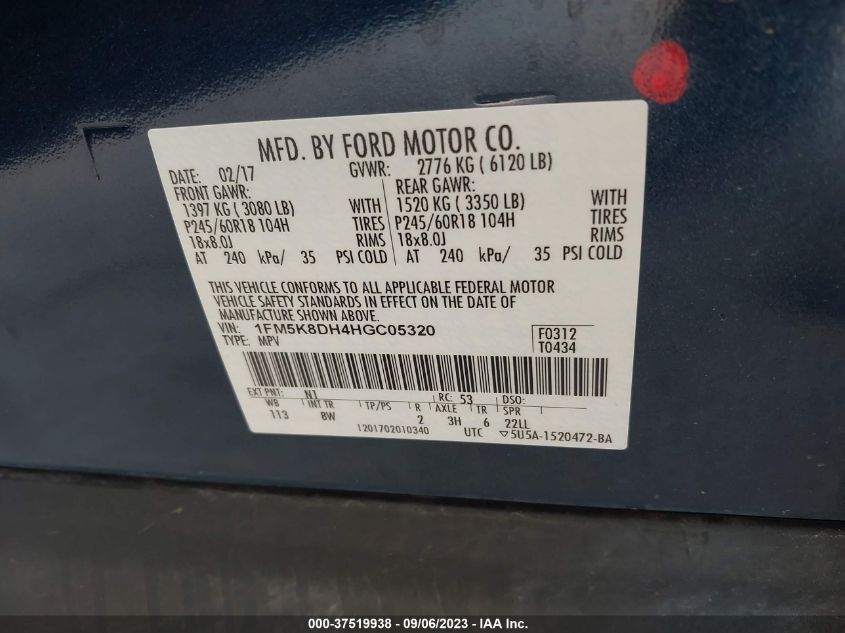 MFD. BY FORD MOTOR CO.
DATE: 02/17 GVWR: 2776 KG ( 6120 LB)
FRONT GAWR: REAR GAWR:
1397 KG ( 3080 LB) WITH 1520 KG ( 3350 LB) WITH
P245/60R18 104H TIRES P245/60R18 104H TIRES
18x8.0J RIMS 18x8.0J RIMS
AT 240 kPa/ 35 PSI COLD AT 240 kPa/ 35 PSI COLD
THIS VEHICLE CONFORMS TO ALL APPLICABLE FEDERAL MOTOR
VEHICLE SAFETY STANDARDS IN EFFECT ON THE DATE OF
MANUFACTURE SHOWN ABOVE.
VIN: 1FM5K8DH4HGC05320 F0312
TYPE: MPV T0434
EXT PNT: N1 RC: 53 DSO:
WB INT TR TP/PS R AXLE TR SPR
113 8W 2 3H 6 22LL
1201702010340 UTC ▽5U5A-1520472-BA
000-37519938 - 09/06/2023 - IAA Inc.